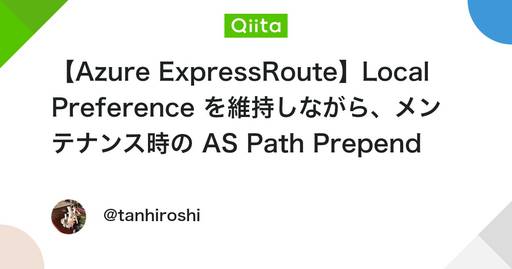 Qiita
【Azure ExpressRoute】Local
Preference を維持しながら、メン
テナンス時の AS Path Prepend
@tanhiroshi